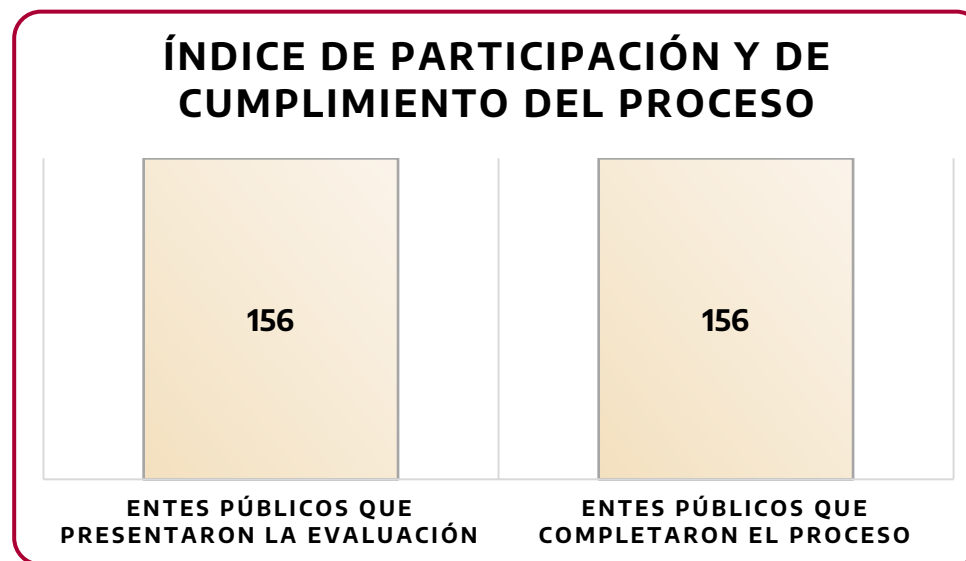 ÍNDICE DE PARTICIPACIÓN Y DE
CUMPLIMIENTO DEL PROCESO
156
156
ENTES PÚBLICOS QUE
PRESENTARON LA EVALUACIÓN
ENTES PÚBLICOS QUE
COMPLETARON EL PROCESO